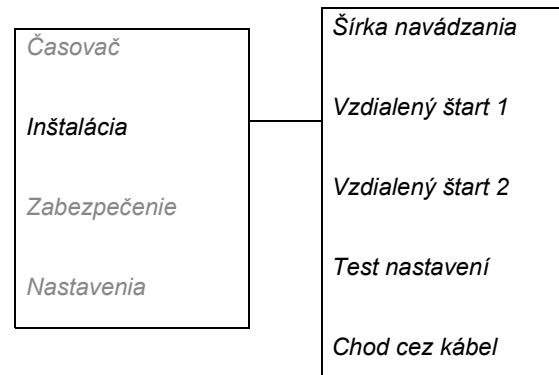 Časovač
Inštalácia
Zabezpečenie
Nastavenia
Šírka navádzania
Vzdialený štart 1
Vzdialený štart 2
Test nastavení
Chod cez kábel